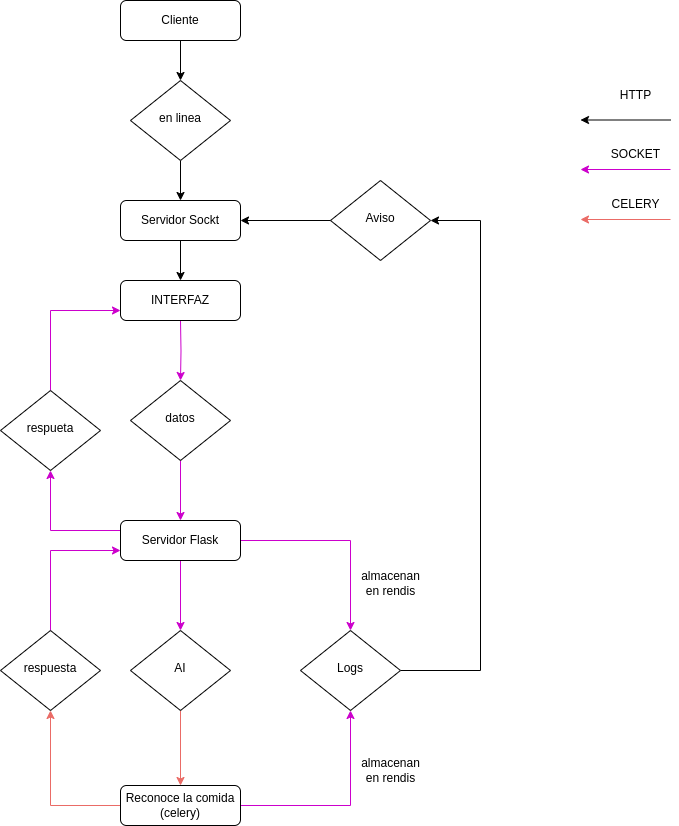 Cliente
en linea
HTTP
SOCKET
CELERY
Servidor Sockt
Aviso
INTERFAZ
respueta
datos
Servidor Flask
almacenan
en rendis
respuesta
AI
Logs
almacenan
en rendis
Reconoce la comida
(celery)